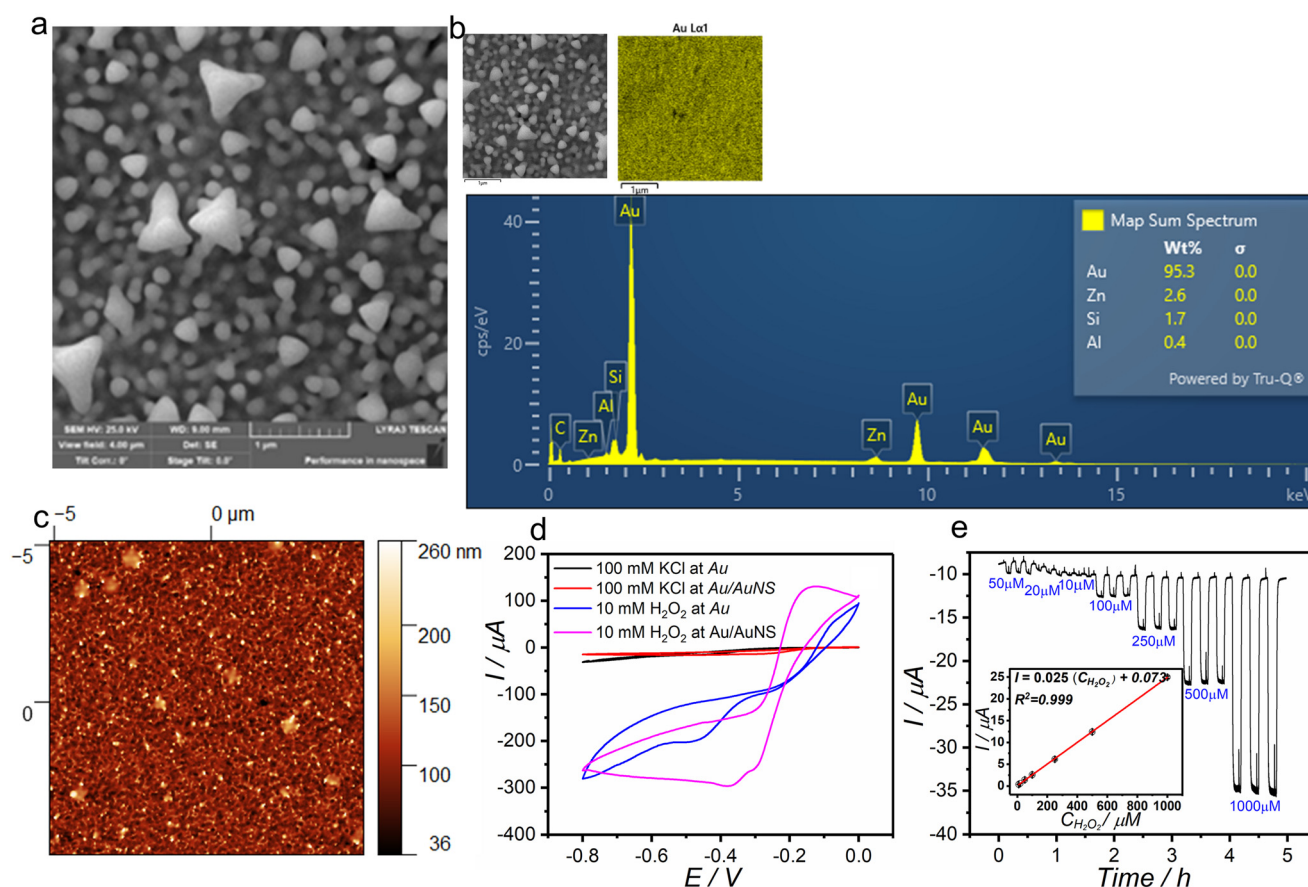 a
SEM HV: 25.0 kV WD: 9.00 mm LYRA3 TESCAN
View field: 4.00 µm Det: SE 1 µm
Tilt Corr.: 0° Stage Tilt: 0.0° Performance in nanospace
b
Au Lα1
1µm
1µm
Map Sum Spectrum
Wt% σ
Au 95.3 0.0
Zn 2.6 0.0
Si 1.7 0.0
Al 0.4 0.0
Powered by Tru-Q®
cps/eV
40
20
0
C
Zn
Al
Si
Au
Zn
Au
Au
Au
0 5 10 15 keV
c
−5 0 µm
−5
0
260 nm
200
150
100
36
d
100 mM KCl at Au
100 mM KCl at Au/AuNS
10 mM H₂O₂ at Au
10 mM H₂O₂ at Au/AuNS
I / µA
200
100
0
-100
-200
-300
-400
-0.8 -0.6 -0.4 -0.2 0.0
E / V
e
I / µA
-10
-15
-20
-25
-30
-35
-40
50µM
20µM
10µM
100µM
250µM
500µM
1000µM
I = 0.025 (C_H₂O₂) + 0.073
R²=0.999
I / µA
25
20
15
10
5
0
0 200 400 600 800 1000
C_H₂O₂ / µM
0 1 2 3 4 5
Time / h